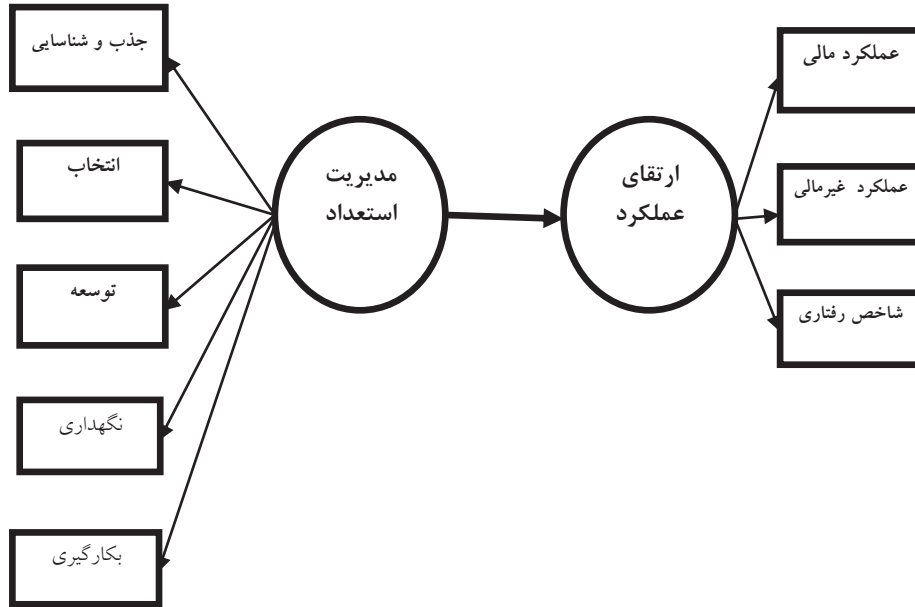 جذب و شناسایی
انتخاب
توسعه
نگهداری
بکارگیری
مدیریت
استعداد
ارتقای
عملکرد
عملکرد مالی
عملکرد غیرمالی
شاخص رفتاری